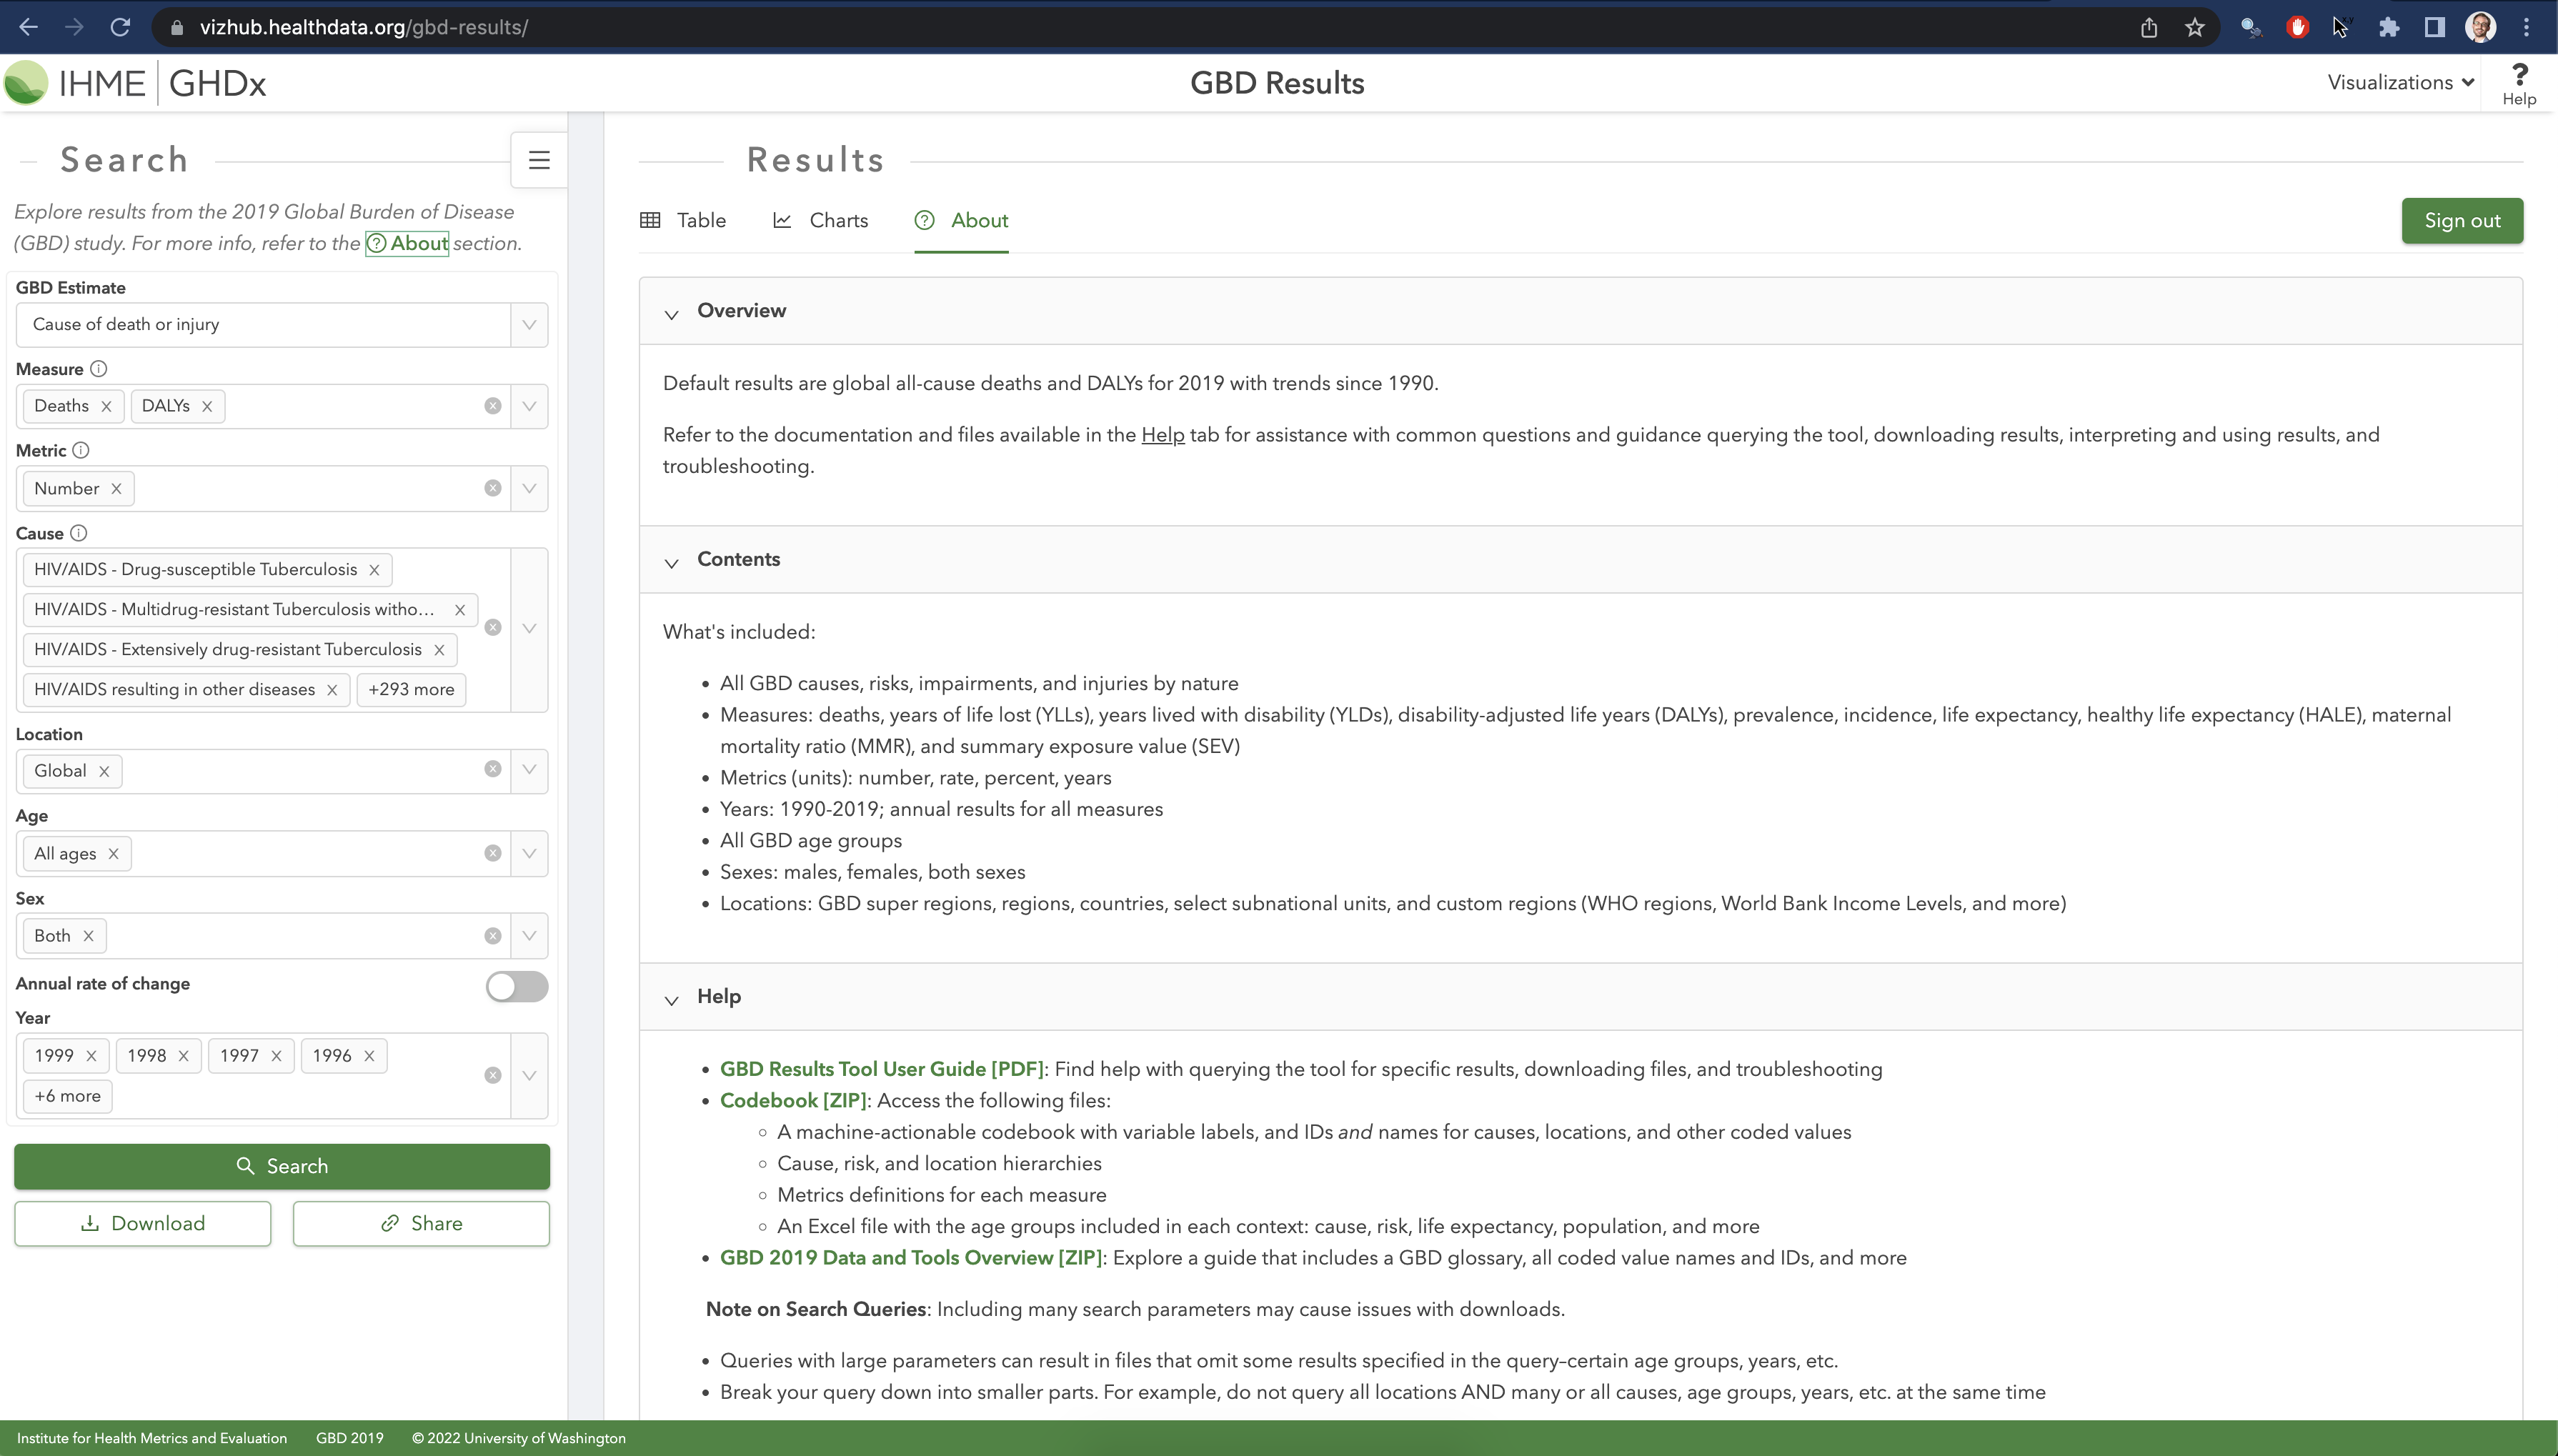 vizhub.healthdata.org/gbd-results/
IHME GHDx
GBD Results
Visualizations
?
Help
Search
Explore results from the 2019 Global Burden of Disease
(GBD) study. For more info, refer to the ? About section.
GBD Estimate
Cause of death or injury
Measure
Deaths X DALYs X
Metric
Number X
Cause
HIV/AIDS - Drug-susceptible Tuberculosis X
HIV/AIDS - Multidrug-resistant Tuberculosis witho... X
HIV/AIDS - Extensively drug-resistant Tuberculosis X
HIV/AIDS resulting in other diseases X +293 more
Location
Global X
Age
All ages X
Sex
Both X
Annual rate of change
Year
1999 X 1998 X 1997 X 1996 X
+6 more
Search
Download Share
Results
Table Charts ? About
Sign out
Overview
Default results are global all-cause deaths and DALYs for 2019 with trends since 1990.
Refer to the documentation and files available in the Help tab for assistance with common questions and guidance querying the tool, downloading results, interpreting and using results, and
troubleshooting.
Contents
What's included:
• All GBD causes, risks, impairments, and injuries by nature
• Measures: deaths, years of life lost (YLLs), years lived with disability (YLDs), disability-adjusted life years (DALYs), prevalence, incidence, life expectancy, healthy life expectancy (HALE), maternal
mortality ratio (MMR), and summary exposure value (SEV)
• Metrics (units): number, rate, percent, years
• Years: 1990-2019; annual results for all measures
• All GBD age groups
• Sexes: males, females, both sexes
• Locations: GBD super regions, regions, countries, select subnational units, and custom regions (WHO regions, World Bank Income Levels, and more)
Help
• GBD Results Tool User Guide [PDF]: Find help with querying the tool for specific results, downloading files, and troubleshooting
• Codebook [ZIP]: Access the following files:
◦ A machine-actionable codebook with variable labels, and IDs and names for causes, locations, and other coded values
◦ Cause, risk, and location hierarchies
◦ Metrics definitions for each measure
◦ An Excel file with the age groups included in each context: cause, risk, life expectancy, population, and more
• GBD 2019 Data and Tools Overview [ZIP]: Explore a guide that includes a GBD glossary, all coded value names and IDs, and more
Note on Search Queries: Including many search parameters may cause issues with downloads.
• Queries with large parameters can result in files that omit some results specified in the query–certain age groups, years, etc.
• Break your query down into smaller parts. For example, do not query all locations AND many or all causes, age groups, years, etc. at the same time
Institute for Health Metrics and Evaluation GBD 2019 © 2022 University of Washington